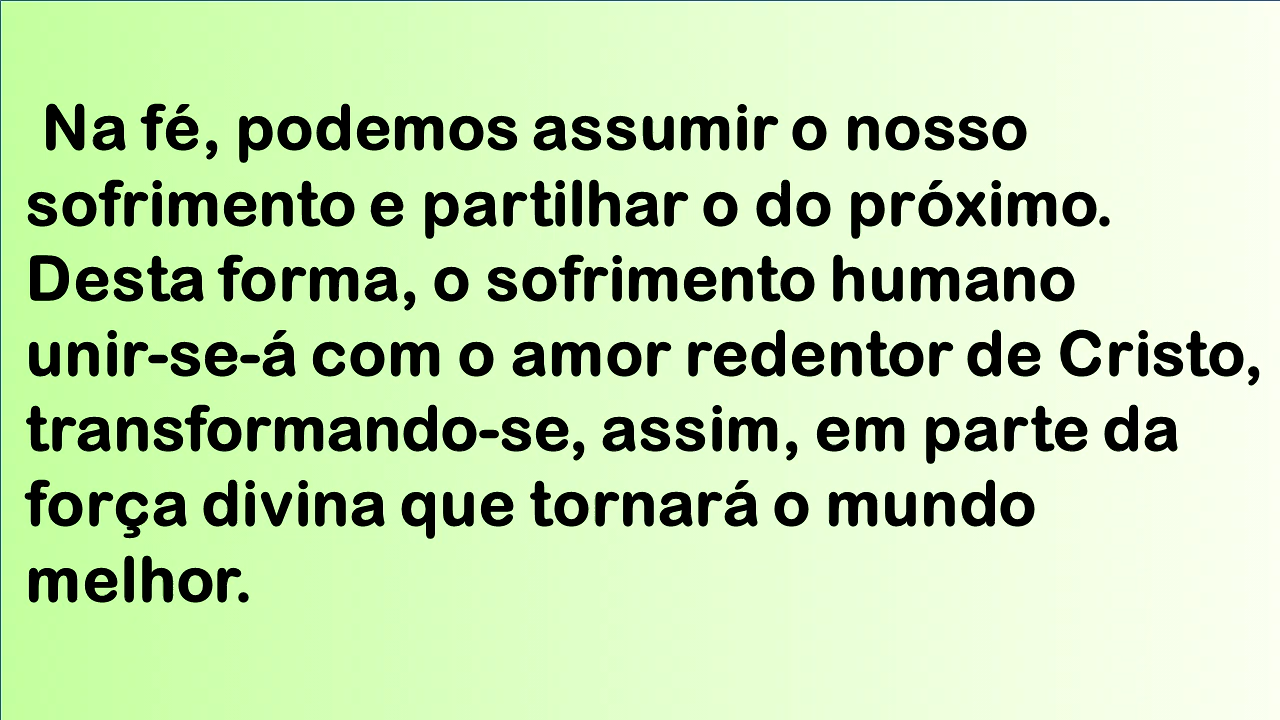 Na fé, podemos assumir o nosso
sofrimento e partilhar o do próximo.
Desta forma, o sofrimento humano
unir-se-á com o amor redentor de Cristo,
transformando-se, assim, em parte da
força divina que tornará o mundo
melhor.